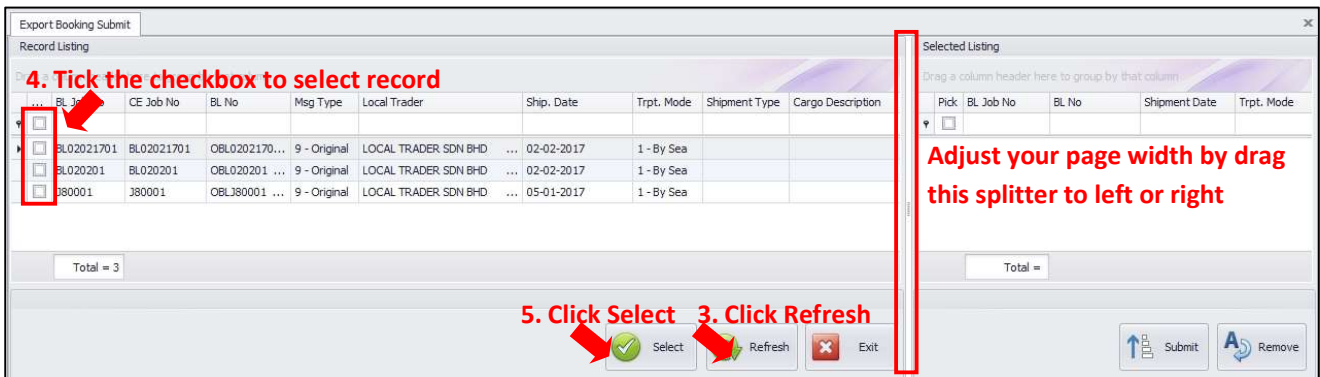 Export Booking Submit
Record Listing
Selected Listing
4. Tick the checkbox to select record
Drag a column header here to group by that column
... BL Job No CE Job No BL No Msg Type Local Trader Ship. Date Trpt. Mode Shipment Type Cargo Description
Pick BL Job No BL No Shipment Date Trpt. Mode
BL02021701 BL02021701 OBL0202170... 9 - Original LOCAL TRADER SDN BHD ... 02-02-2017 1 - By Sea
BL020201 BL020201 OBL020201 ... 9 - Original LOCAL TRADER SDN BHD ... 02-02-2017 1 - By Sea
J80001 J80001 OBLJ80001 ... 9 - Original LOCAL TRADER SDN BHD ... 05-01-2017 1 - By Sea
Adjust your page width by drag
this splitter to left or right
Total = 3
Total =
5. Click Select 3. Click Refresh
Select Refresh Exit
Submit Remove